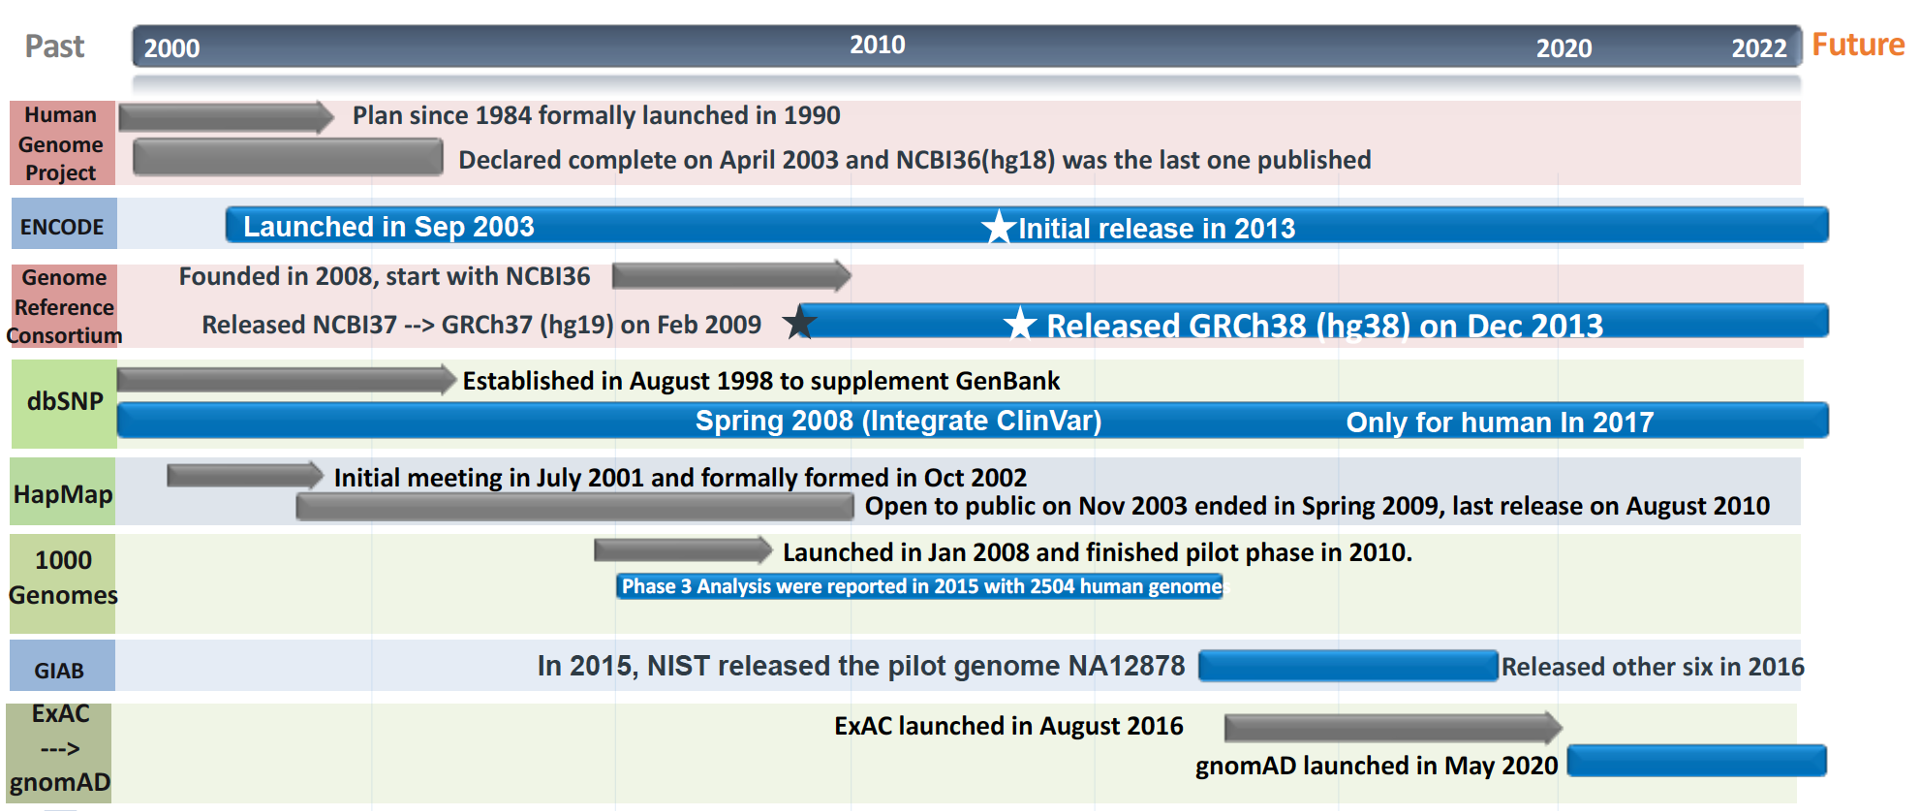 Past
2000
2010
2020
2022
Future
Human
Genome
Project
Plan since 1984 formally launched in 1990
Declared complete on April 2003 and NCBI36(hg18) was the last one published
ENCODE
Launched in Sep 2003
Initial release in 2013
Genome
Reference
Consortium
Founded in 2008, start with NCBI36
Released NCBI37 --> GRCh37 (hg19) on Feb 2009
Released GRCh38 (hg38) on Dec 2013
dbSNP
Established in August 1998 to supplement GenBank
Spring 2008 (Integrate ClinVar)
Only for human In 2017
HapMap
Initial meeting in July 2001 and formally formed in Oct 2002
Open to public on Nov 2003 ended in Spring 2009, last release on August 2010
1000
Genomes
Launched in Jan 2008 and finished pilot phase in 2010.
Phase 3 Analysis were reported in 2015 with 2504 human genomes
GIAB
In 2015, NIST released the pilot genome NA12878
Released other six in 2016
ExAC
--->
gnomAD
ExAC launched in August 2016
gnomAD launched in May 2020